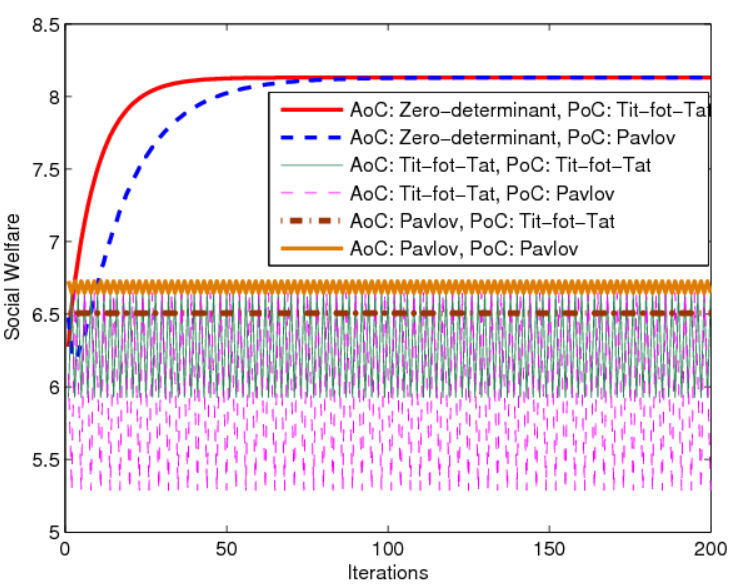 8.5
8
7.5
7
6.5
6
5.5
5
Social Welfare
AoC: Zero−determinant, PoC: Tit−fot−Tat
AoC: Zero−determinant, PoC: Pavlov
AoC: Tit−fot−Tat, PoC: Tit−fot−Tat
AoC: Tit−fot−Tat, PoC: Pavlov
AoC: Pavlov, PoC: Tit−fot−Tat
AoC: Pavlov, PoC: Pavlov
0 50 100 150 200
Iterations